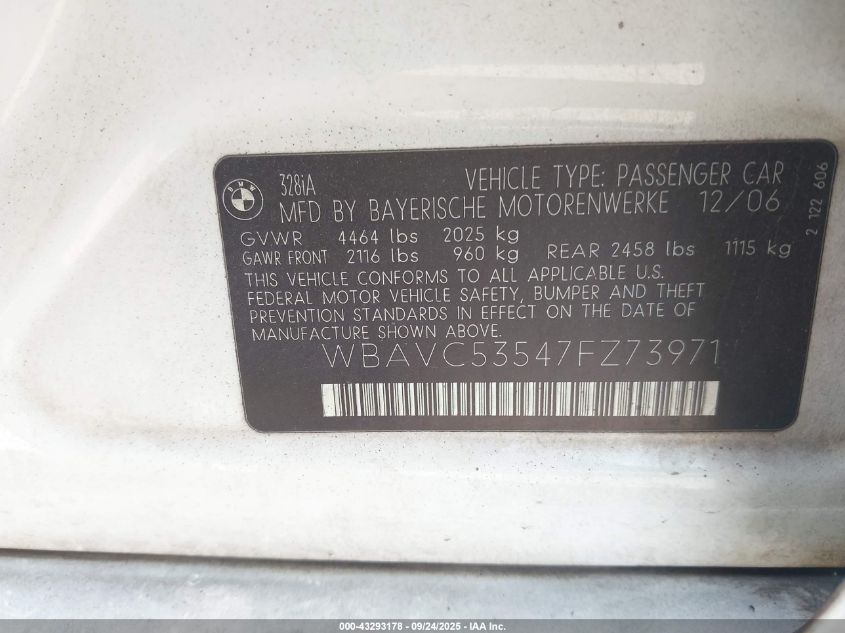 BMW
328iA VEHICLE TYPE: PASSENGER CAR
MFD BY BAYERISCHE MOTORENWERKE 12/06
GVWR 4464 lbs 2025 kg
GAWR FRONT 2116 lbs 960 kg REAR 2458 lbs 1115 kg
THIS VEHICLE CONFORMS TO ALL APPLICABLE U.S.
FEDERAL MOTOR VEHICLE SAFETY, BUMPER AND THEFT
PREVENTION STANDARDS IN EFFECT ON THE DATE OF
MANUFACTURE SHOWN ABOVE.
WBAVC53547FZ73971
2 122 606
000-43293178 - 09/24/2025 - IAA Inc.